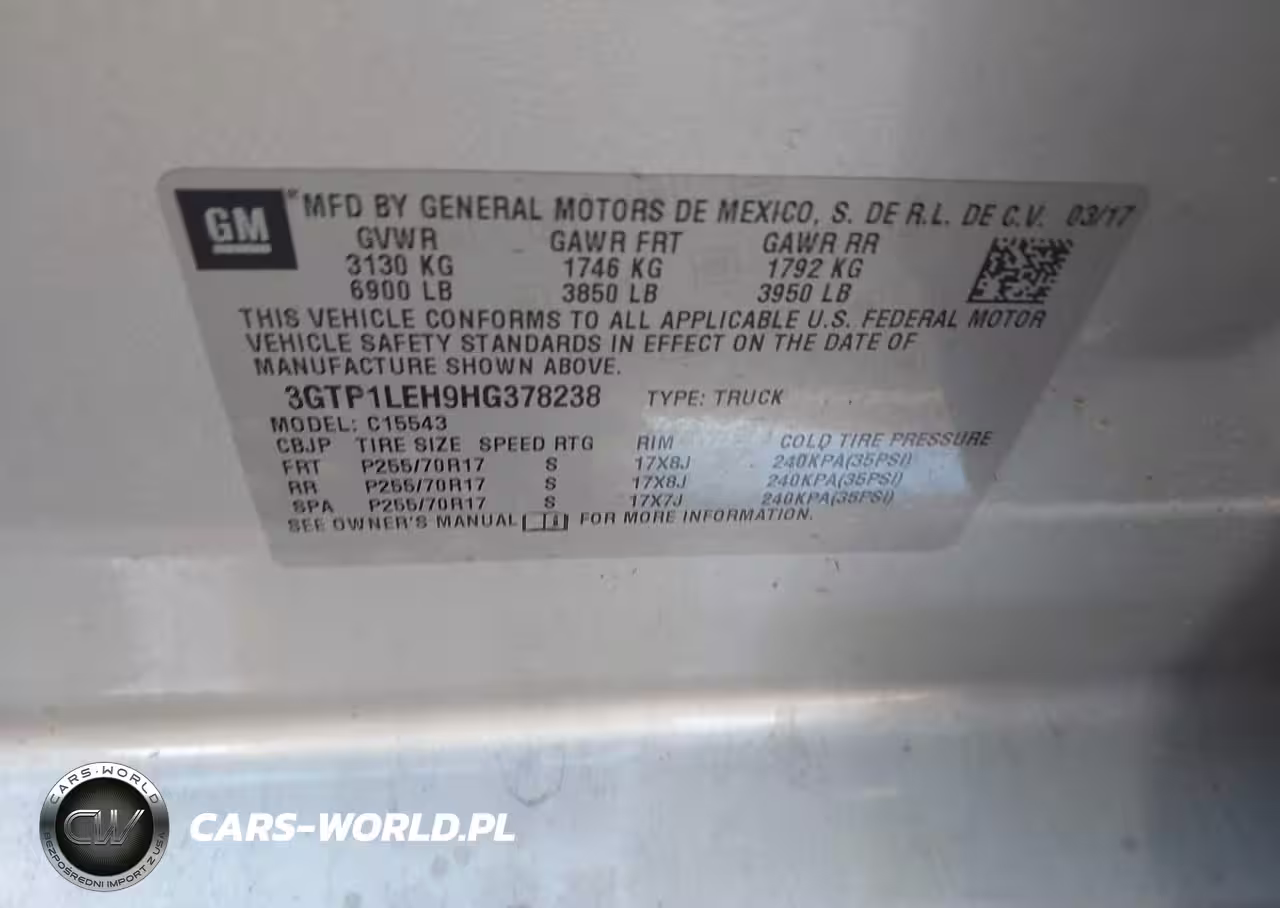 GM
MFD BY GENERAL MOTORS DE MEXICO, S. DE R.L. DE C.V. 03/17
GVWR GAWR FRT GAWR RR
3130 KG 1746 KG 1792 KG
6900 LB 3850 LB 3950 LB
THIS VEHICLE CONFORMS TO ALL APPLICABLE U.S. FEDERAL MOTOR
VEHICLE SAFETY STANDARDS IN EFFECT ON THE DATE OF
MANUFACTURE SHOWN ABOVE.
3GTP1LEH9HG378238 TYPE: TRUCK
MODEL: C15543
CBJP TIRE SIZE SPEED RTG RIM COLD TIRE PRESSURE
FRT P255/70R17 S 17X8J 240KPA(35PSI)
RR P255/70R17 S 17X8J 240KPA(35PSI)
SPA P255/70R17 S 17X7J 240KPA(35PSI)
SEE OWNER'S MANUAL FOR MORE INFORMATION.
CARS-WORLD
CW
BEZPOŚREDNI IMPORT Z USA
CARS-WORLD.PL